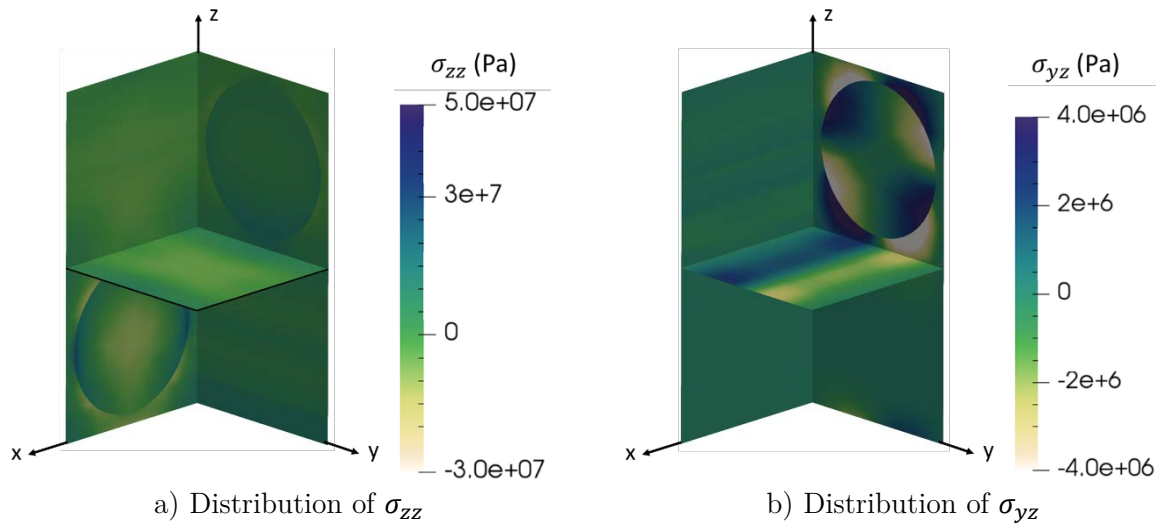 z
σzz (Pa)
5.0e+07
3e+7
0
-3.0e+07
x
y
a) Distribution of σzz
z
σyz (Pa)
4.0e+06
2e+6
0
-2e+6
-4.0e+06
x
y
b) Distribution of σyz